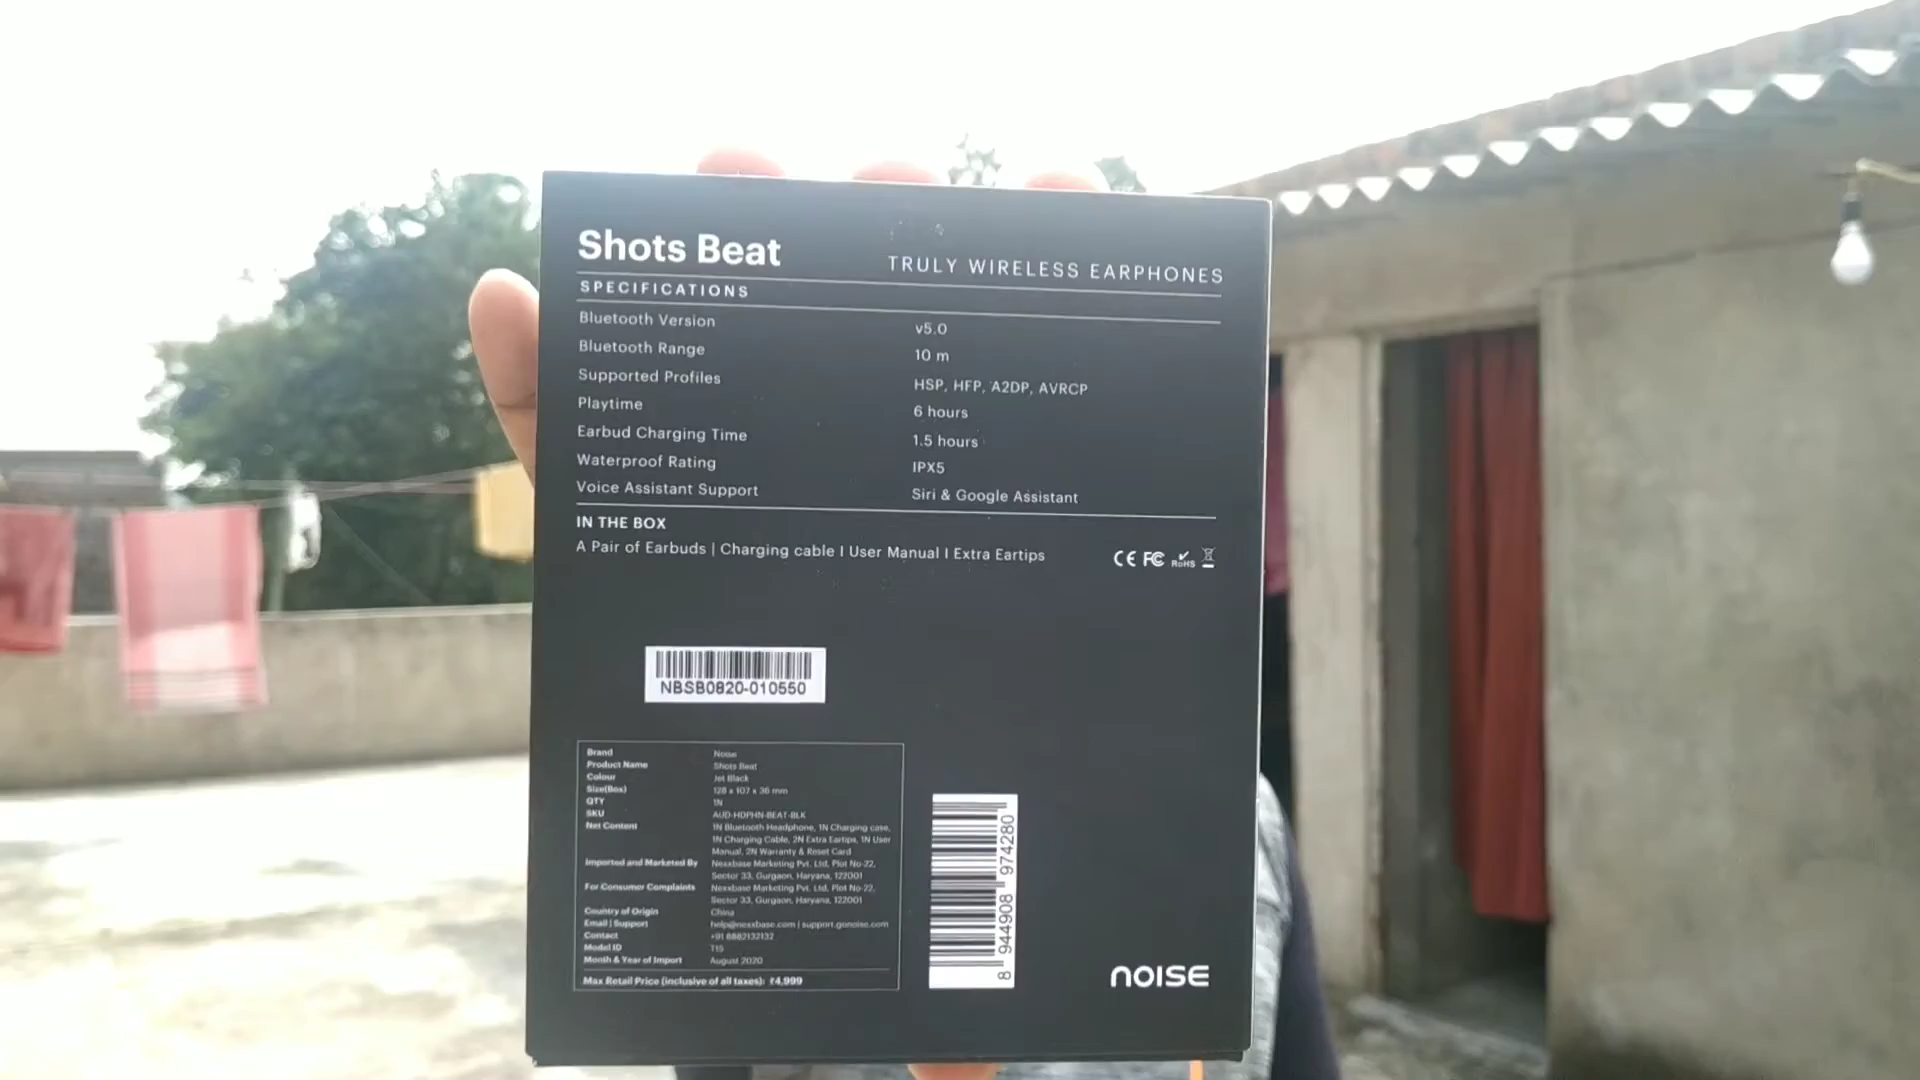 Shots Beat
TRULY WIRELESS EARPHONES
SPECIFICATIONS
Bluetooth Version v5.0
Bluetooth Range 10 m
Supported Profiles HSP, HFP, A2DP, AVRCP
Playtime 6 hours
Earbud Charging Time 1.5 hours
Waterproof Rating IPX5
Voice Assistant Support Siri & Google Assistant
IN THE BOX
A Pair of Earbuds | Charging cable | User Manual | Extra Eartips
CE FC RoHS
NBSB0820-010550
Brand Noise
Product Name Shots Beat
Colour Jet Black
Size(Box) 128 x 107 x 36 mm
QTY 1N
SKU AUD-HDPHN-BEAT-BLK
Net Content 1N Bluetooth Headphone, 1N Charging case,
1N Charging Cable, 2N Extra Eartips, 1N User
Manual, 2N Warranty & Reset Card
Imported and Marketed By Nexxbase Marketing Pvt. Ltd, Plot No-22,
Sector 33, Gurgaon, Haryana, 122001
For Consumer Complaints Nexxbase Marketing Pvt. Ltd, Plot No-22,
Sector 33, Gurgaon, Haryana, 122001
Country of Origin China
Email | Support help@nexxbase.com | support.gonoise.com
Contact +91 8882132132
Model ID T15
Month & Year of Import August 2020
Max Retail Price (inclusive of all taxes): ₹4,999
8 944908 974280
NOISE